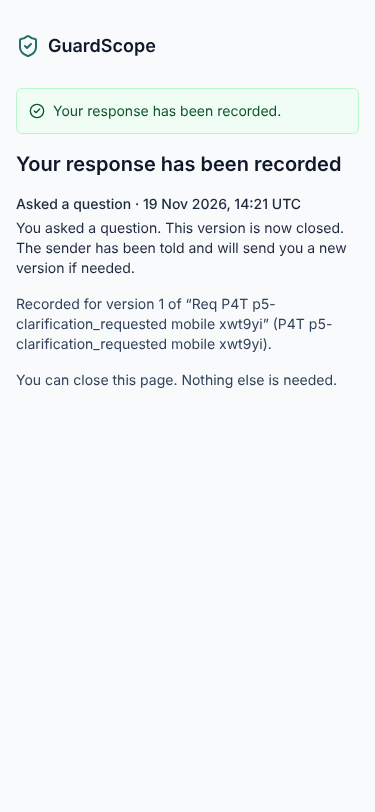 GuardScope
Your response has been recorded.
Your response has been recorded
Asked a question · 19 Nov 2026, 14:21 UTC
You asked a question. This version is now closed.
The sender has been told and will send you a new
version if needed.
Recorded for version 1 of “Req P4T p5-
clarification_requested mobile xwt9yi” (P4T p5-
clarification_requested mobile xwt9yi).
You can close this page. Nothing else is needed.